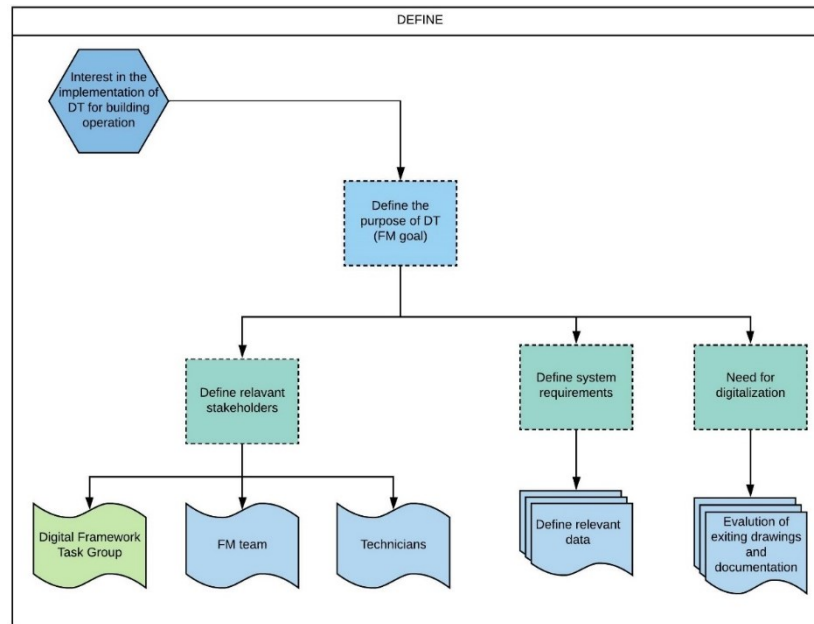 DEFINE
Interest in the
implementation of
DT for building
operation
Define the
purpose of DT
(FM goal)
Define relavant
stakeholders
Define system
requirements
Need for
digitalization
Digital Framework
Task Group
FM team
Technicians
Define relevant
data
Evalution of
exiting drawings
and
documentation